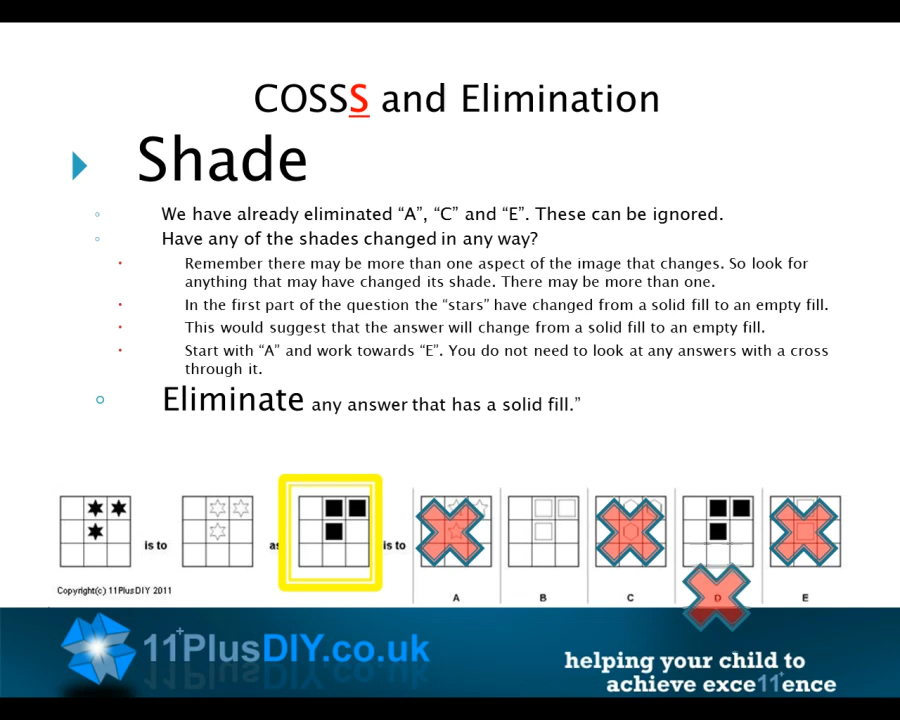 COSSS and Elimination
Shade
We have already eliminated “A”, “C” and “E”. These can be ignored.
Have any of the shades changed in any way?
Remember there may be more than one aspect of the image that changes. So look for
anything that may have changed its shade. There may be more than one.
In the first part of the question the “stars” have changed from a solid fill to an empty fill.
This would suggest that the answer will change from a solid fill to an empty fill.
Start with “A” and work towards “E”. You do not need to look at any answers with a cross
through it.
Eliminate any answer that has a solid fill.”
is to as is to
Copyright(c) 11PlusDIY 2011
A B C D E
11+PlusDIY.co.uk
helping your child to
achieve exce11+ence